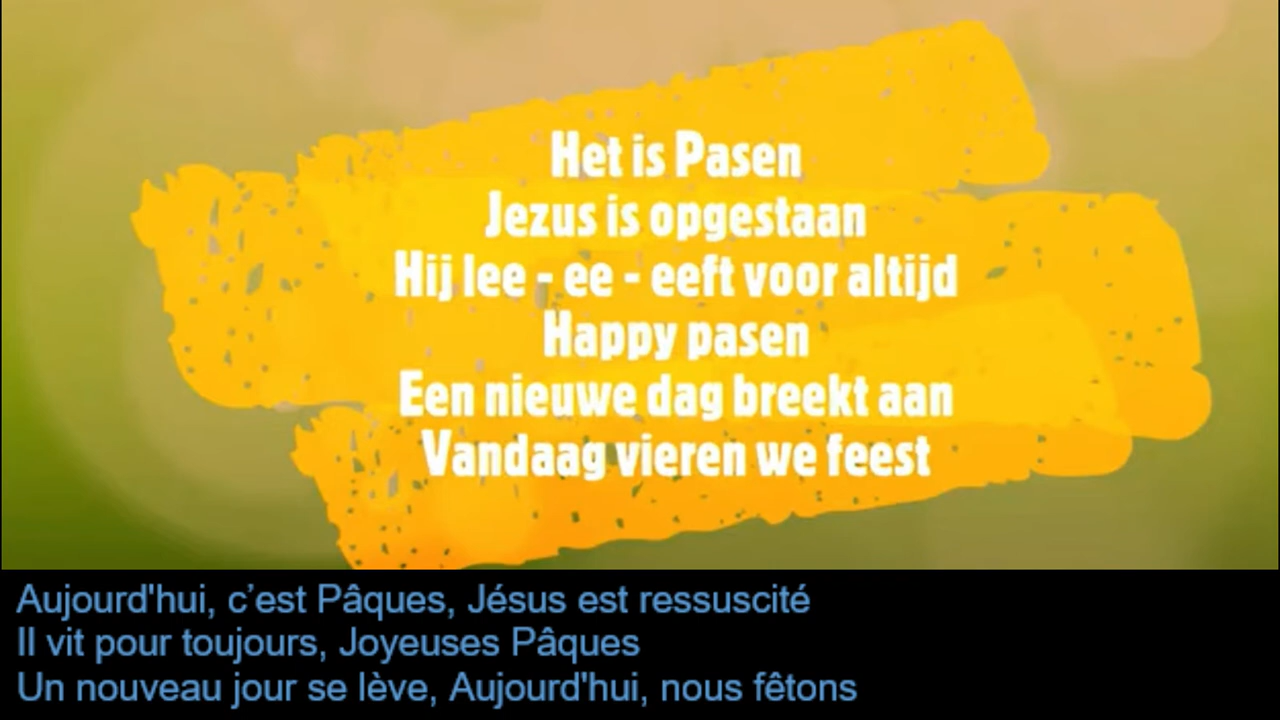 Het is Pasen
Jezus is opgestaan
Hij lee - ee - eeft voor altijd
Happy pasen
Een nieuwe dag breekt aan
Vandaag vieren we feest
Aujourd'hui, c’est Pâques, Jésus est ressuscité
Il vit pour toujours, Joyeuses Pâques
Un nouveau jour se lève, Aujourd'hui, nous fêtons